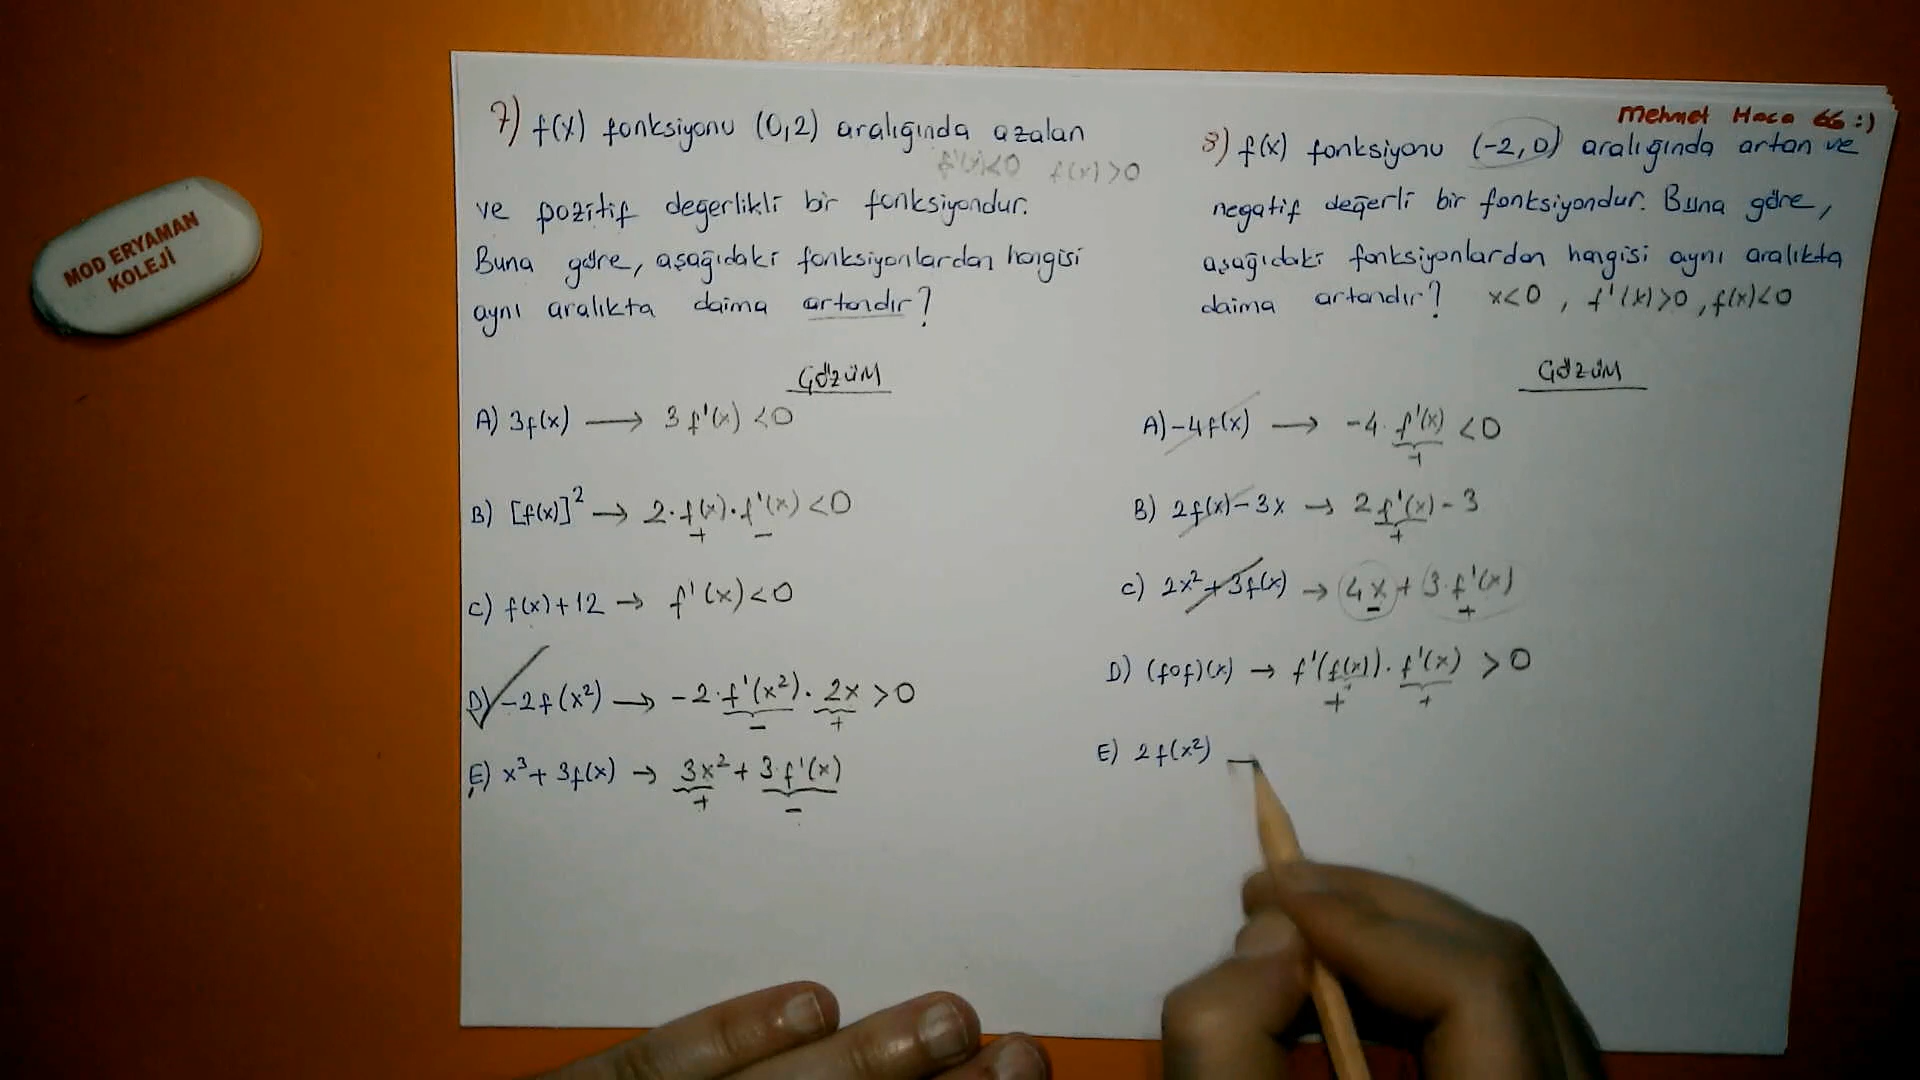 MOD ERYAMAN
KOLEJİ
7) f(x) fonksiyonu (0,2) aralığında azalan
f'(x)<0 f(x)>0
ve pozitif değerlikli bir fonksiyondur.
Buna göre, aşağıdaki fonksiyonlardan hangisi
aynı aralıkta daima artandır?
ÇÖZÜM
A) 3f(x) → 3f'(x) <0
B) [f(x)]² → 2·f(x)·f'(x) <0
+ -
C) f(x)+12 → f'(x)<0
D) -2f(x²) → -2·f'(x²)·2x >0
- +
E) x³+3f(x) → 3x²+3·f'(x)
+ -
Mehmet Hoca 66 :)
8) f(x) fonksiyonu (-2,0) aralığında artan ve
negatif değerli bir fonksiyondur. Buna göre,
aşağıdaki fonksiyonlardan hangisi aynı aralıkta
daima artandır? x<0 , f'(x)>0 , f(x)<0
ÇÖZÜM
A) -4f(x) → -4·f'(x) <0
+
B) 2f(x)-3x → 2f'(x)-3
+
C) 2x²+3f(x) → 4x+3·f'(x)
- +
D) (fof)(x) → f'(f(x))·f'(x) >0
+ +
E) 2f(x²)